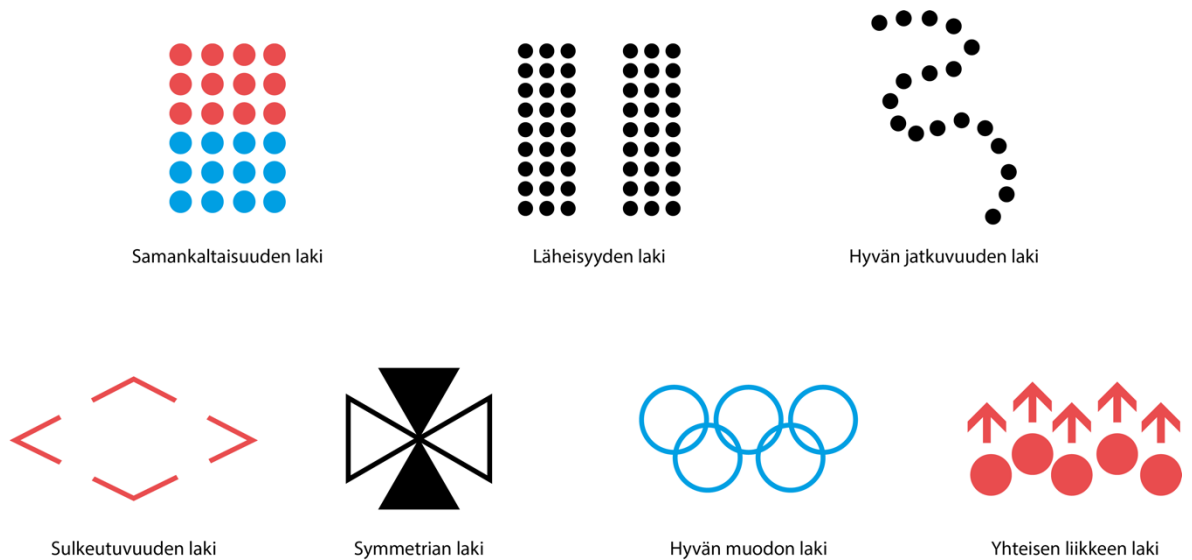 Samankaltaisuuden laki
Läheisyyden laki
Hyvän jatkuvuuden laki
Sulkeutuvuuden laki
Symmetrian laki
Hyvän muodon laki
Yhteisen liikkeen laki